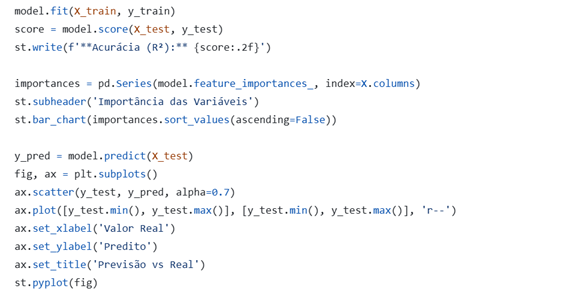 model.fit(X_train, y_train)
score = model.score(X_test, y_test)
st.write(f'**Acurácia (R²):** {score:.2f}')
importances = pd.Series(model.feature_importances_, index=X.columns)
st.subheader('Importância das Variáveis')
st.bar_chart(importances.sort_values(ascending=False))
y_pred = model.predict(X_test)
fig, ax = plt.subplots()
ax.scatter(y_test, y_pred, alpha=0.7)
ax.plot([y_test.min(), y_test.max()], [y_test.min(), y_test.max()], 'r--')
ax.set_xlabel('Valor Real')
ax.set_ylabel('Predito')
ax.set_title('Previsão vs Real')
st.pyplot(fig)